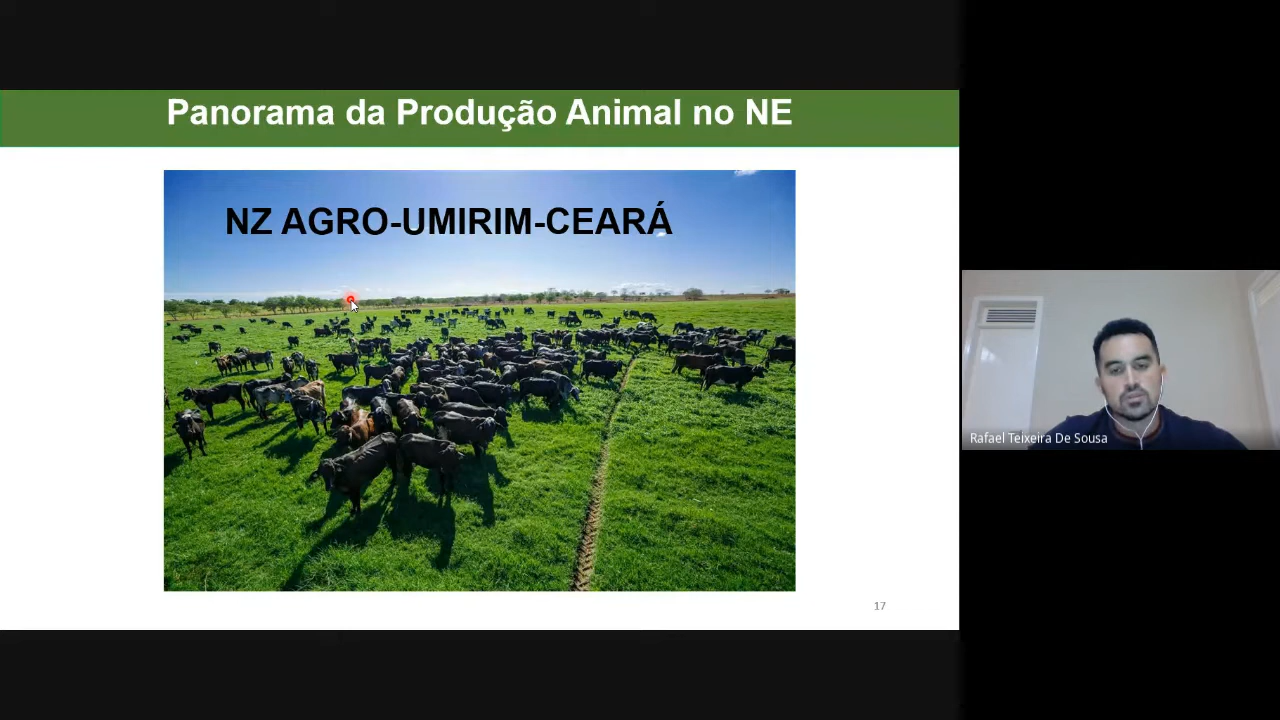 Panorama da Produção Animal no NE
NZ AGRO-UMIRIM-CEARÁ
17
Rafael Teixeira De Sousa